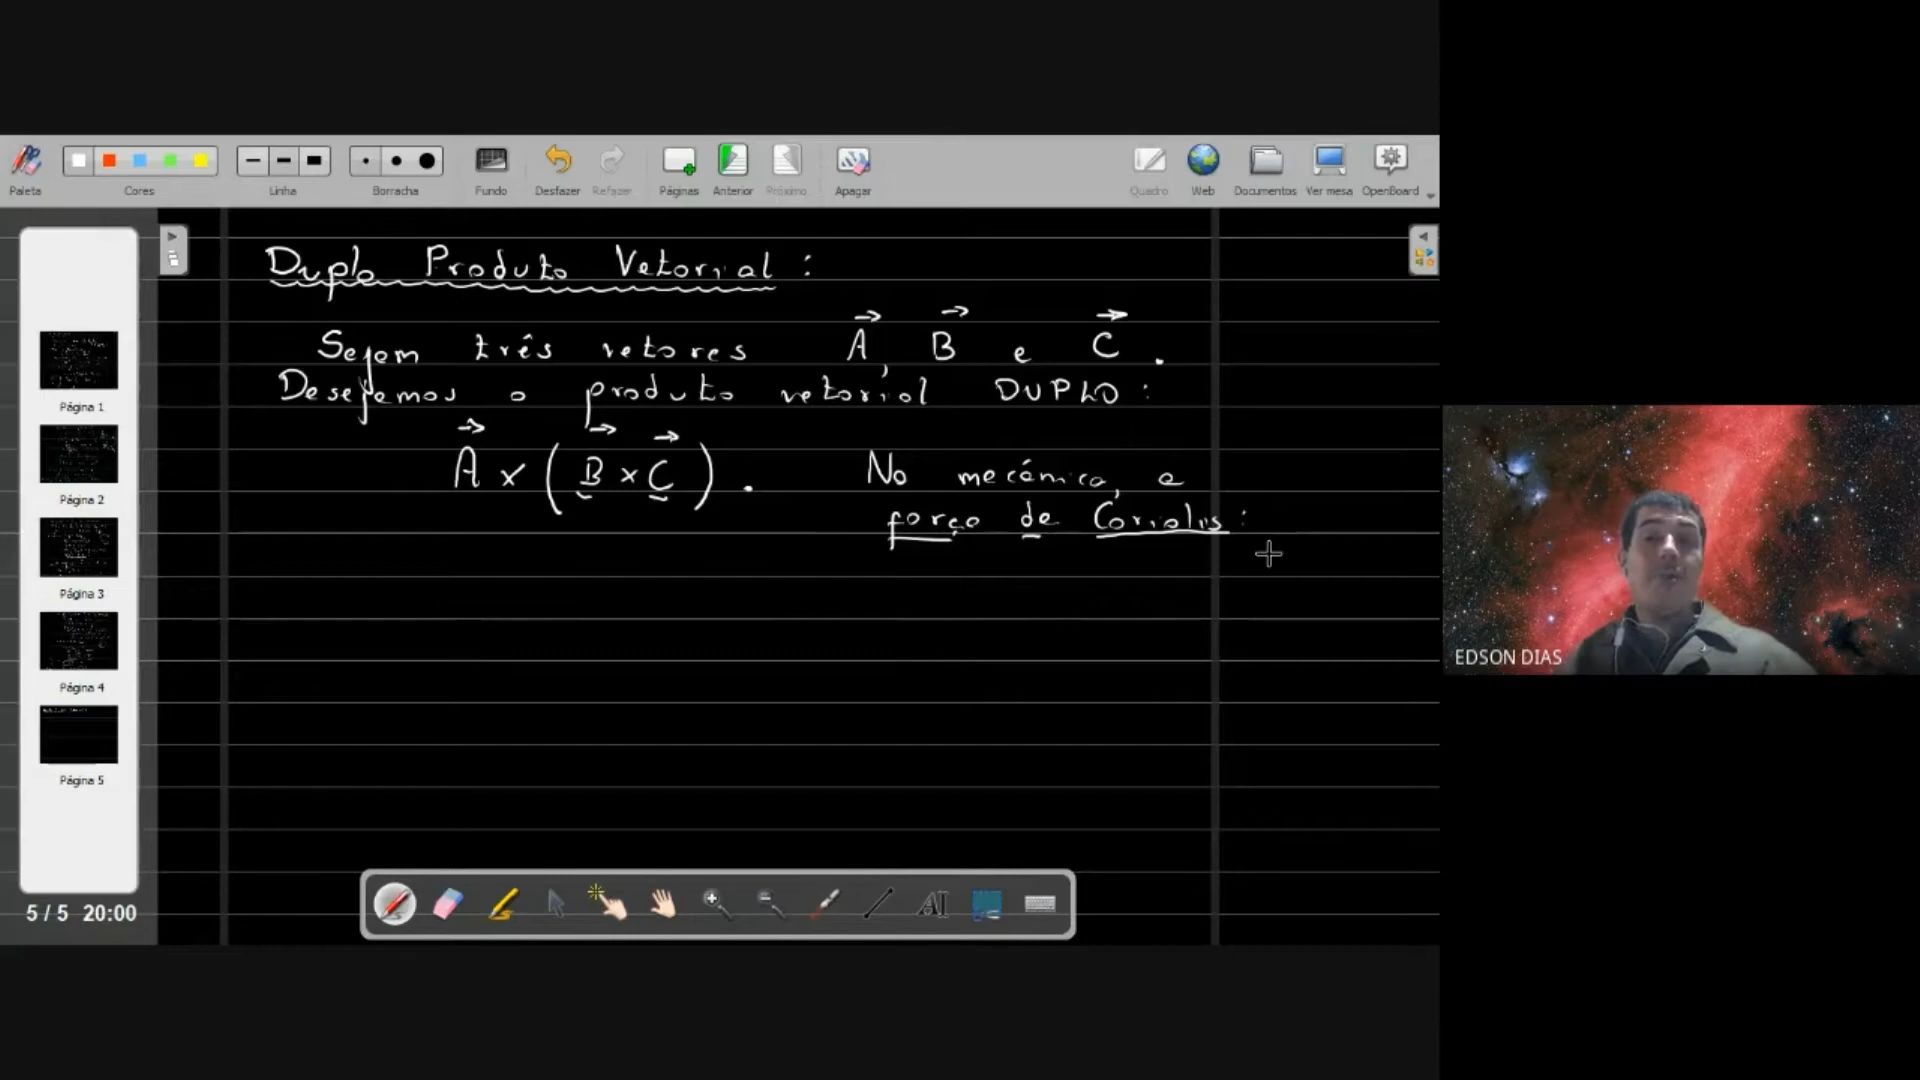 Paleta Cores Linha Borracha Fundo Desfazer Refazer Páginas Anterior Próximo Apagar Quadro Web Documentos Ver mesa OpenBoard
Duplo Produto Vetorial :
Sejam três vetores A, B e C .
Desejamos o produto vetorial DUPLO :
A × ( B × C ) .
Na mecânica, a
força de Coriolis :
Página 1
Página 2
Página 3
Página 4
Página 5
5 / 5 20:00
AI
EDSON DIAS